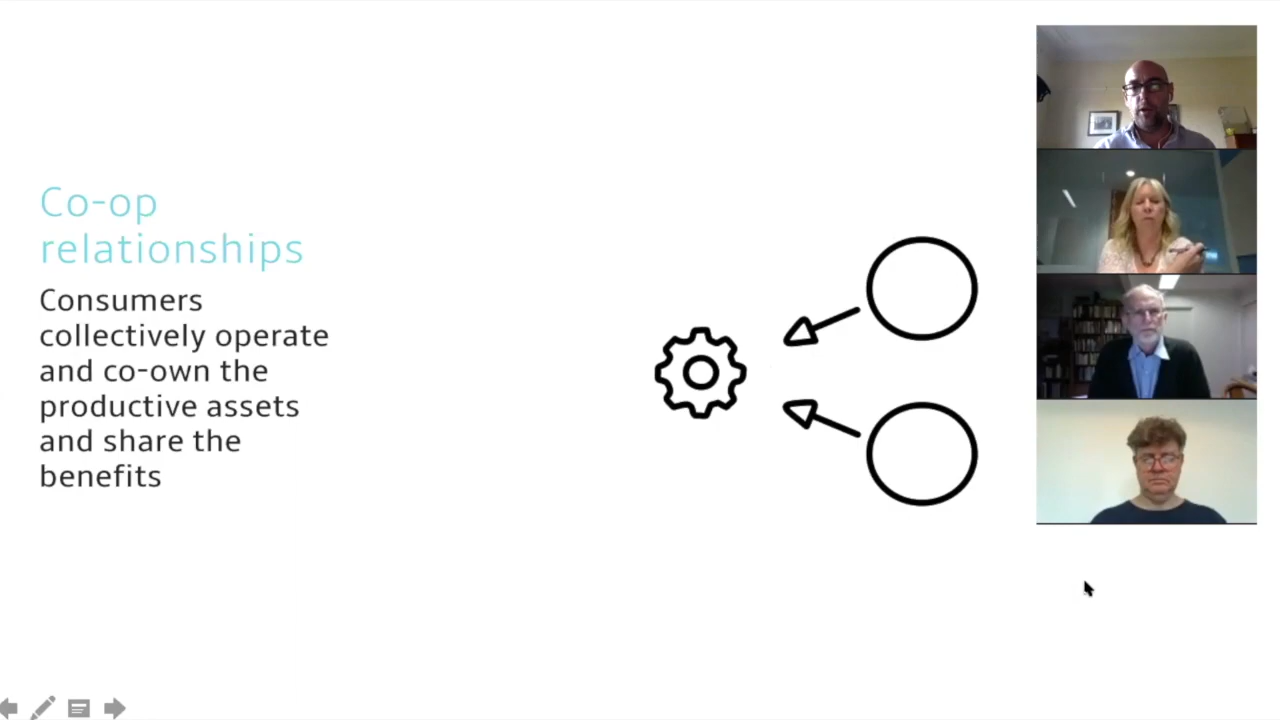 Co-op
relationships
Consumers
collectively operate
and co-own the
productive assets
and share the
benefits